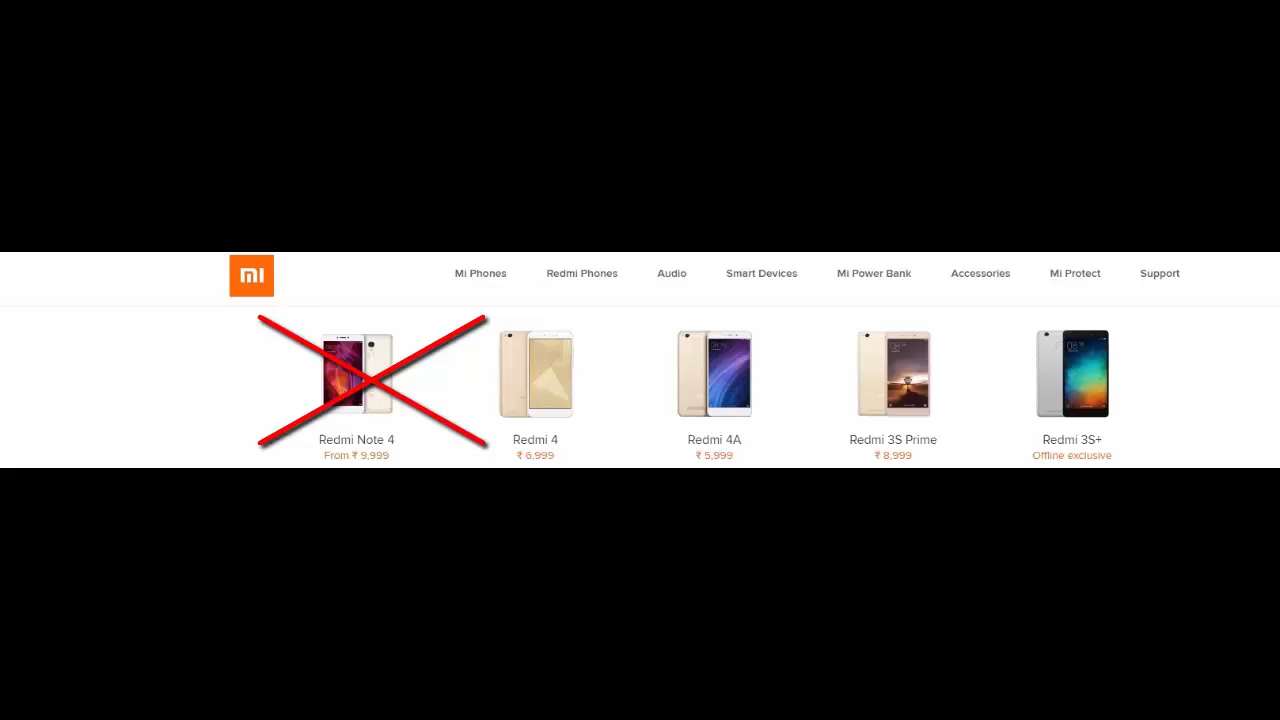 MI
Mi Phones Redmi Phones Audio Smart Devices Mi Power Bank Accessories Mi Protect Support
Redmi Note 4 Redmi 4 Redmi 4A Redmi 3S Prime Redmi 3S+
From ₹ 9,999 ₹ 6,999 ₹ 5,999 ₹ 8,999 Offline exclusive